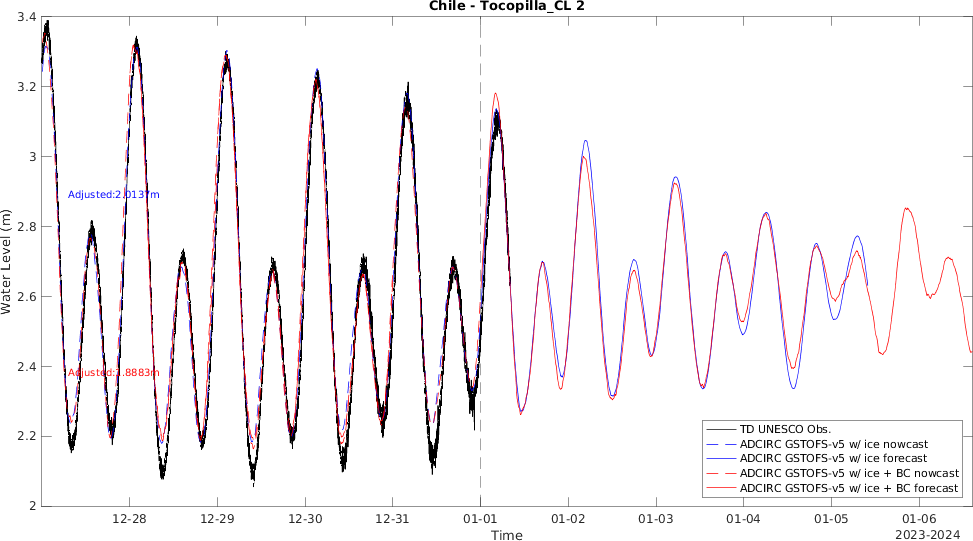 Chile - Tocopilla_CL 2
3.4
3.2
3
2.8
2.6
2.4
2.2
2
Water Level (m)
Adjusted:2.0137m
Adjusted:1.8883m
TD UNESCO Obs.
ADCIRC GSTOFS-v5 w/ ice nowcast
ADCIRC GSTOFS-v5 w/ ice forecast
ADCIRC GSTOFS-v5 w/ ice + BC nowcast
ADCIRC GSTOFS-v5 w/ ice + BC forecast
12-28 12-29 12-30 12-31 01-01 01-02 01-03 01-04 01-05 01-06
Time
2023-2024